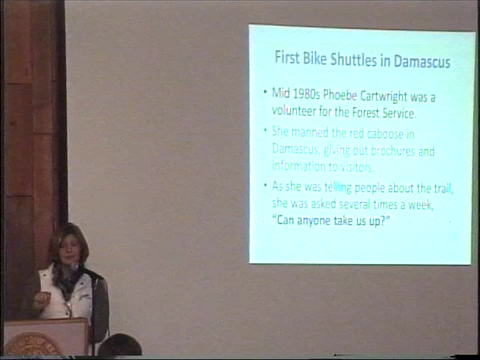 First Bike Shuttles in Damascus
• Mid 1980s Phoebe Cartwright was a
volunteer for the Forest Service.
• She manned the red caboose in
Damascus, giving out brochures and
information to visitors.
• As she was telling people about the trail,
she was asked several times a week,
“Can anyone take us up?”